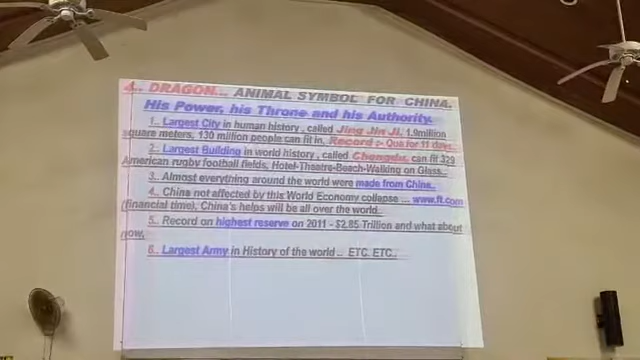 4.. DRAGON... ANIMAL SYMBOL FOR CHINA.
His Power, his Throne and his Authority.
1.. Largest City in human history , called Jing Jin Ji, 1.9million
square meters, 130 million people can fit in, Record :- Qua for 11 days
2.. Largest Building in world history , called Chengdu, can fit 329
American rugby football fields, Hotel-Theatre-Beach-Walking on Glass..
3.. Almost everything around the world were made from China..
4.. China not affected by this World Economy collapse ... www.ft.com
(financial time), China's helps will be all over the world..
5.. Record on highest reserve on 2011 - $2,85 Trillion and what about
now,
6.. Largest Army in History of the world .. ETC. ETC..